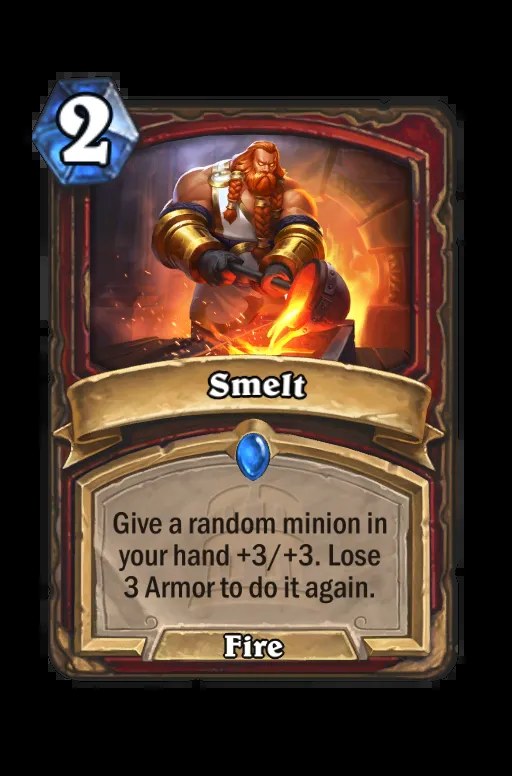 2
Smelt
Give a random minion in
your hand +3/+3. Lose
3 Armor to do it again.
Fire